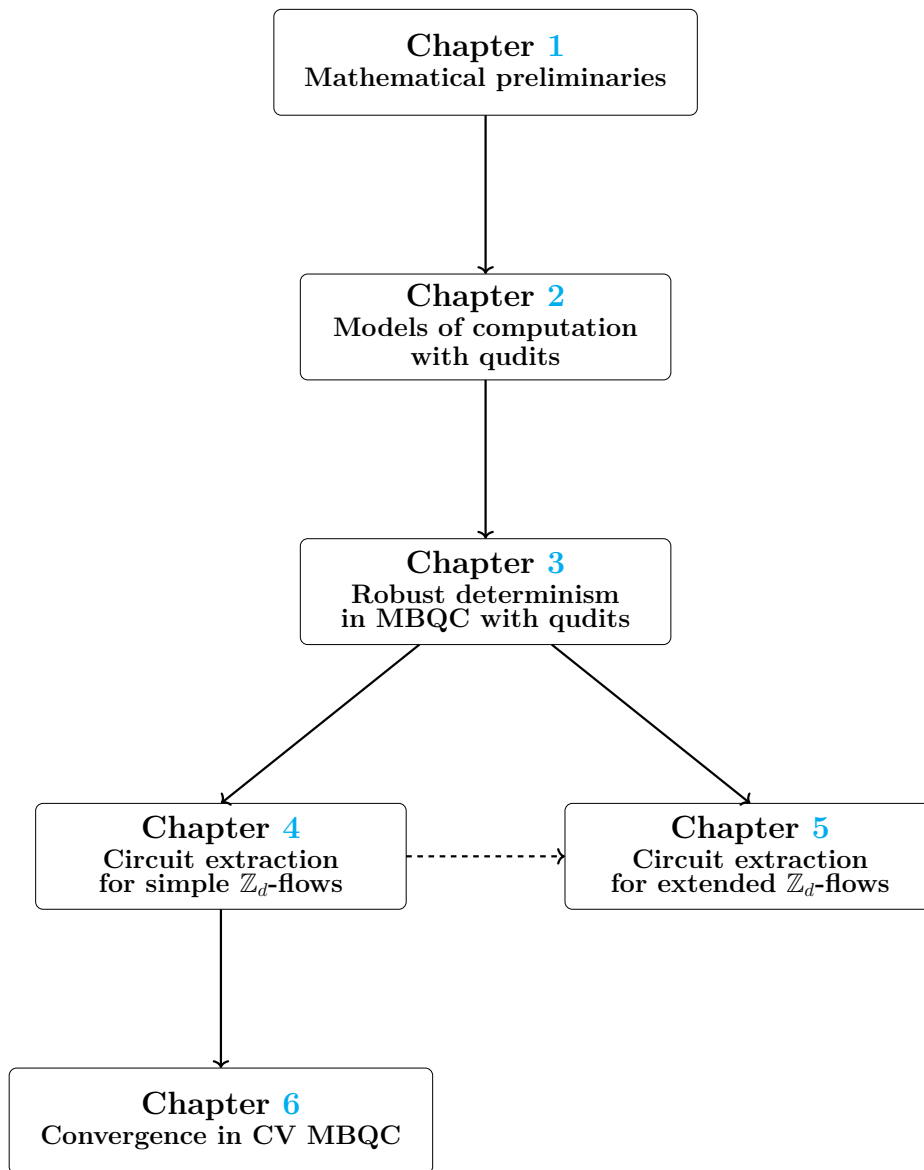 Chapter 1
Mathematical preliminaries
Chapter 2
Models of computation
with qudits
Chapter 3
Robust determinism
in MBQC with qudits
Chapter 4
Circuit extraction
for simple ℤ_d-flows
Chapter 5
Circuit extraction
for extended ℤ_d-flows
Chapter 6
Convergence in CV MBQC